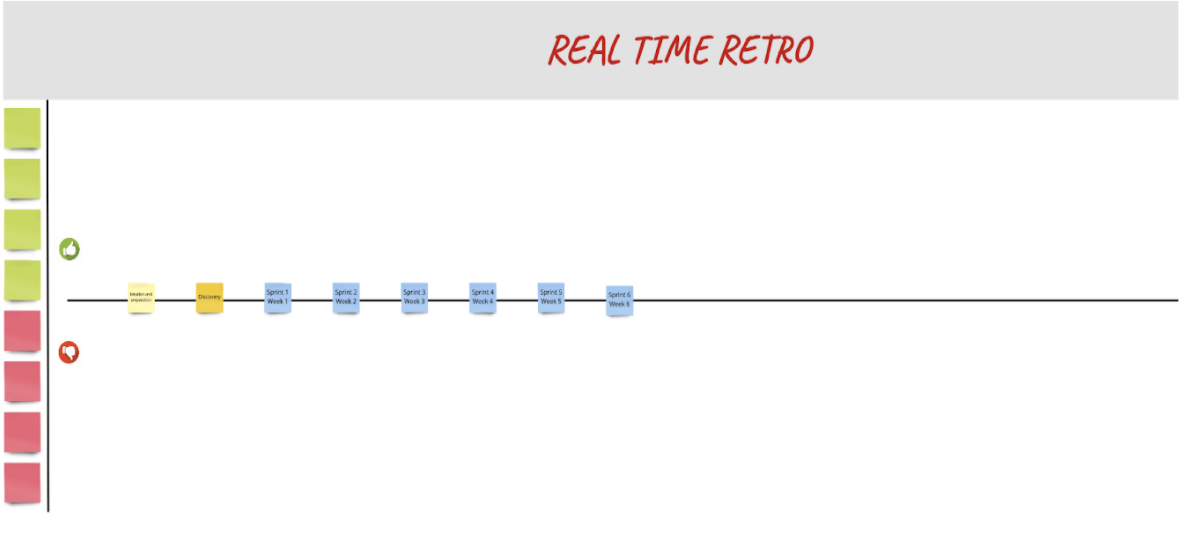 REAL TIME RETRO
Ideation and
preparation
Discovery
Sprint 1
Week 1
Sprint 2
Week 2
Sprint 3
Week 3
Sprint 4
Week 4
Sprint 5
Week 5
Sprint 6
Week 6